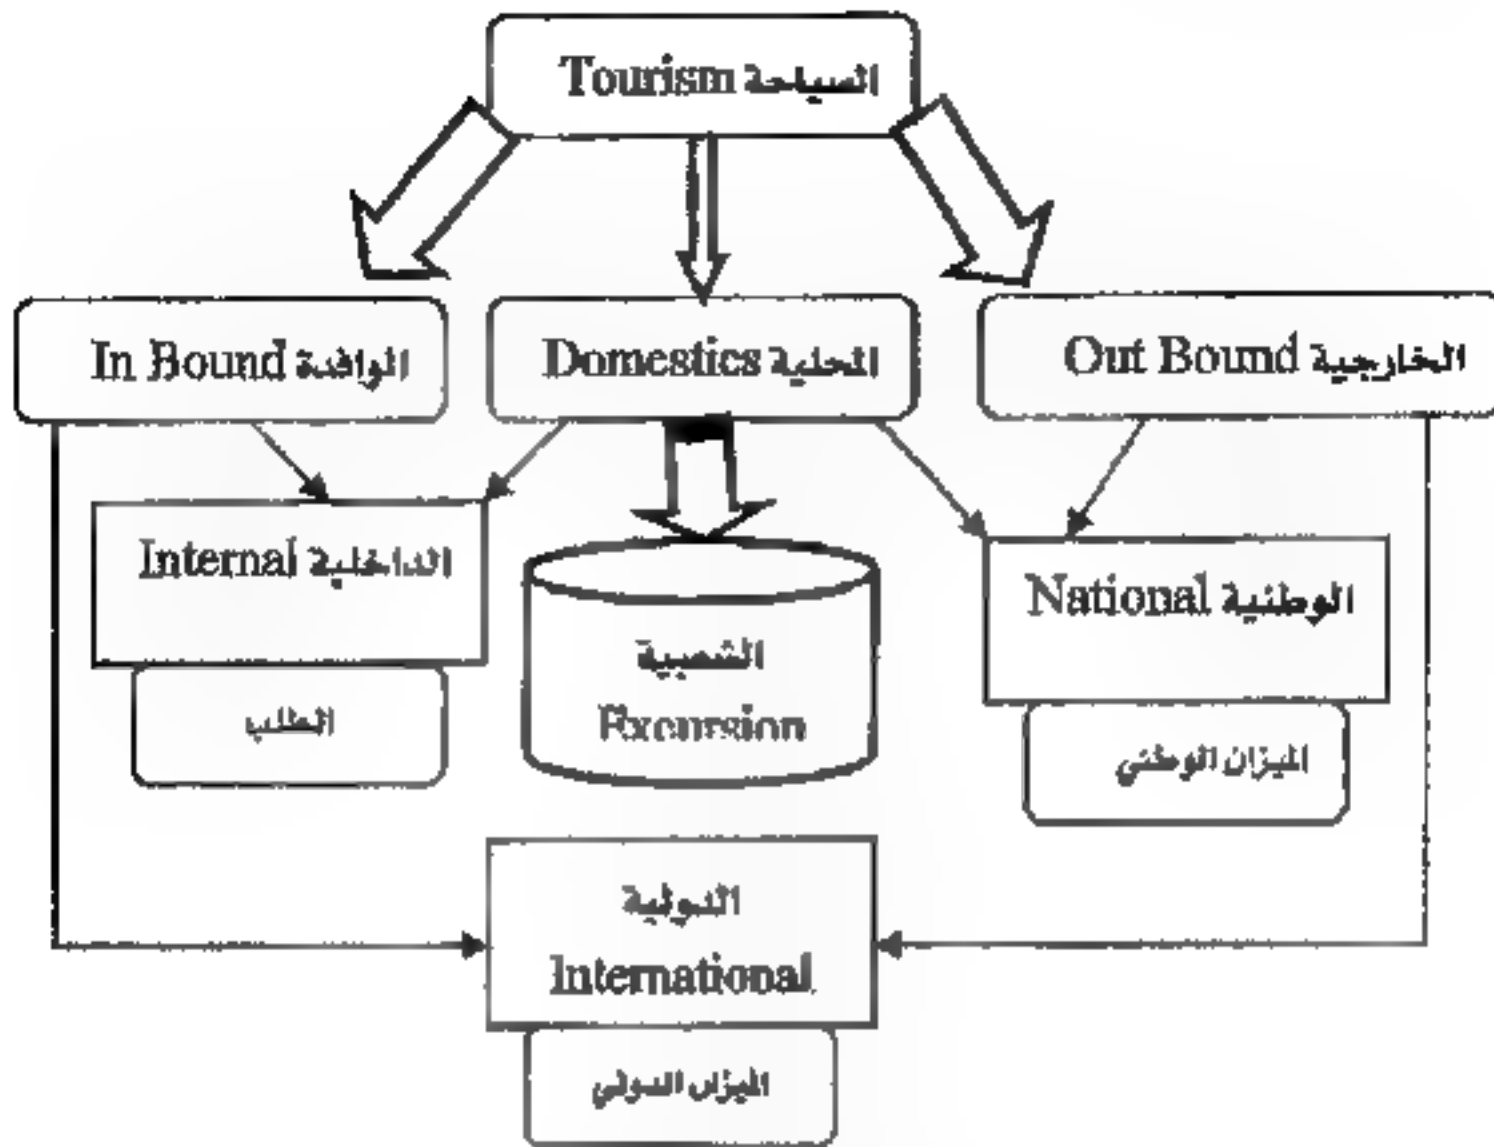 Tourism السياحة
In Bound الوافدة
Domestics المحلية
Out Bound الخارجية
Internal الداخلية
الطلب
الشعبية
Excursion
National الوطنية
الميزان الوطني
الدولية
International
الميزان الدولي